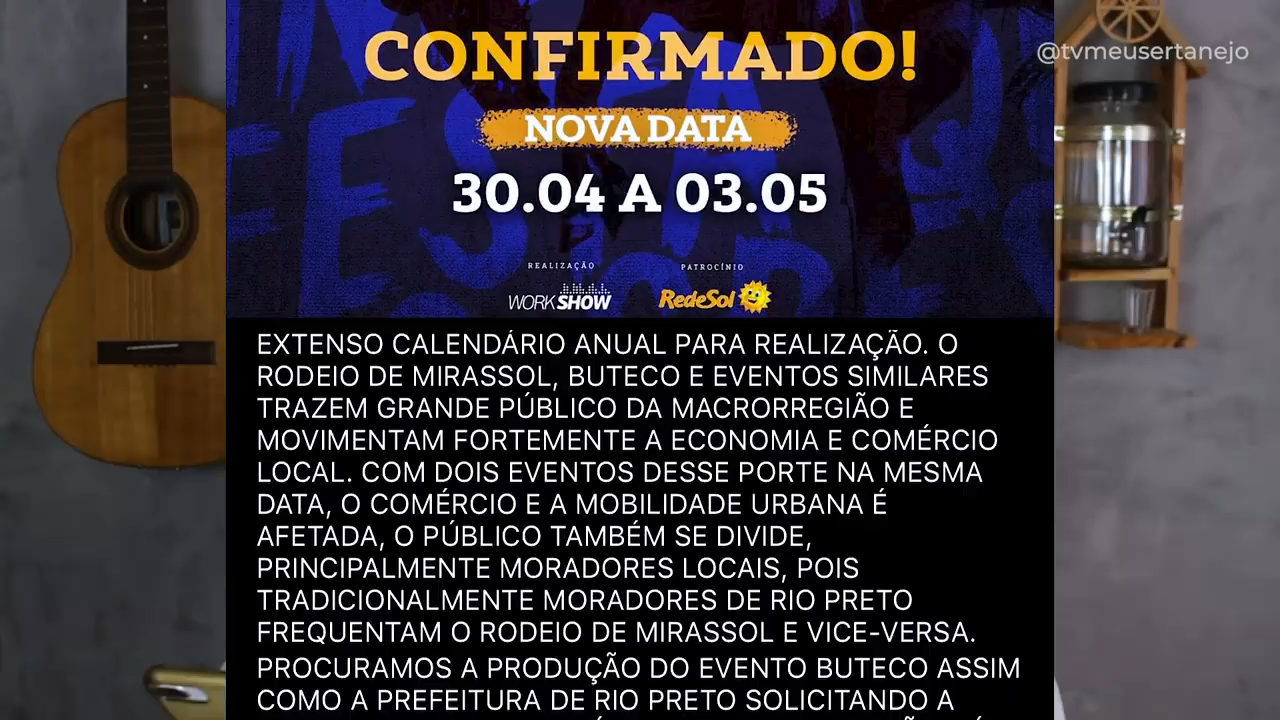 CONFIRMADO!
@tvmeusertanejo
NOVA DATA
30.04 A 03.05
REALIZAÇÃO
PATROCÍNIO
WORK SHOW
RedeSol
EXTENSO CALENDÁRIO ANUAL PARA REALIZAÇÃO. O
RODEIO DE MIRASSOL, BUTECO E EVENTOS SIMILARES
TRAZEM GRANDE PÚBLICO DA MACRORREGIÃO E
MOVIMENTAM FORTEMENTE A ECONOMIA E COMÉRCIO
LOCAL. COM DOIS EVENTOS DESSE PORTE NA MESMA
DATA, O COMÉRCIO E A MOBILIDADE URBANA É
AFETADA, O PÚBLICO TAMBÉM SE DIVIDE,
PRINCIPALMENTE MORADORES LOCAIS, POIS
TRADICIONALMENTE MORADORES DE RIO PRETO
FREQUENTAM O RODEIO DE MIRASSOL E VICE-VERSA.
PROCURAMOS A PRODUÇÃO DO EVENTO BUTECO ASSIM
COMO A PREFEITURA DE RIO PRETO SOLICITANDO A